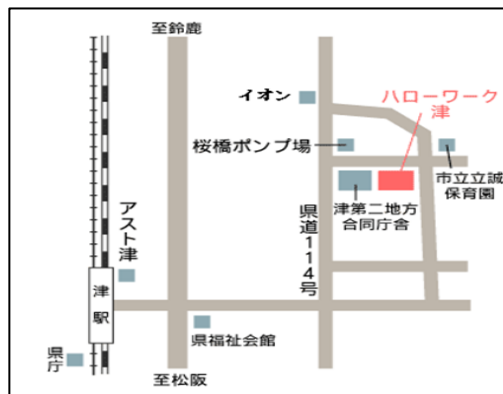 至鈴鹿
イオン
ハローワーク
津
桜橋ポンプ場
市立立誠
保育園
津第二地方
合同庁舎
県道114号
アスト津
津駅
県福祉会館
県庁
至松阪